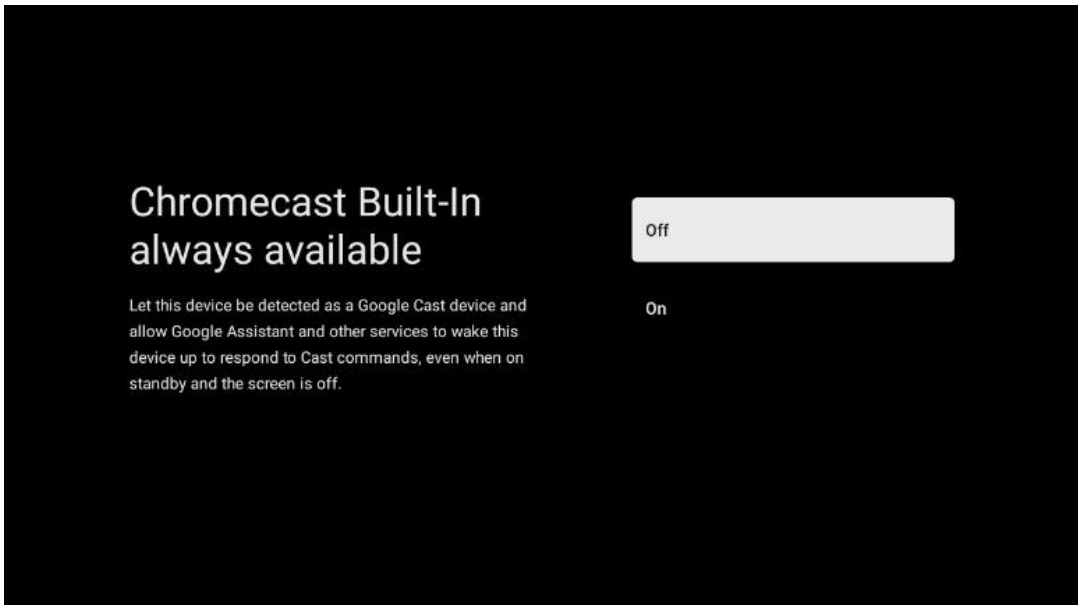 Chromecast Built-In
always available
Let this device be detected as a Google Cast device and
allow Google Assistant and other services to wake this
device up to respond to Cast commands, even when on
standby and the screen is off.
Off
On